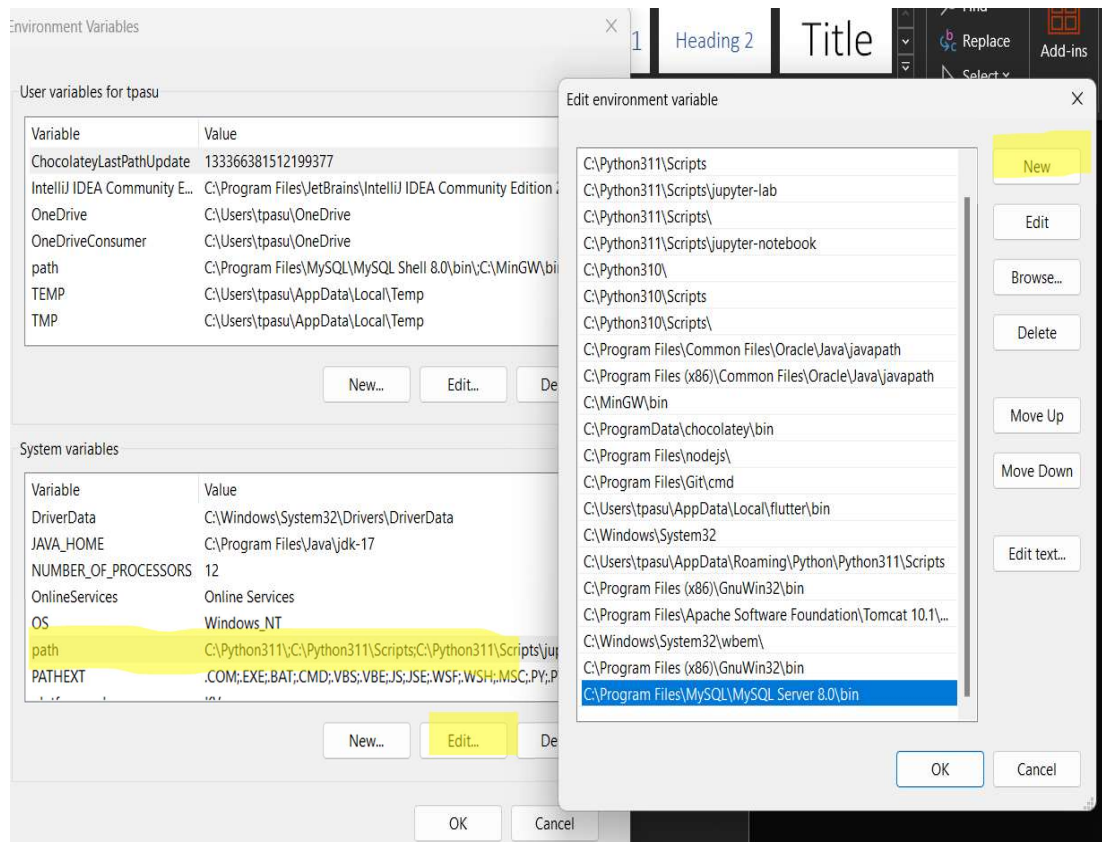 Environment Variables
1
Heading 2
Title
Find
Replace
Select
Add-ins
User variables for tpasu
Variable Value
ChocolateyLastPathUpdate 133366381512199377
IntelliJ IDEA Community E... C:\Program Files\JetBrains\IntelliJ IDEA Community Edition
OneDrive C:\Users\tpasu\OneDrive
OneDriveConsumer C:\Users\tpasu\OneDrive
path C:\Program Files\MySQL\MySQL Shell 8.0\bin\;C:\MinGW\bi
TEMP C:\Users\tpasu\AppData\Local\Temp
TMP C:\Users\tpasu\AppData\Local\Temp
New... Edit... De
System variables
Variable Value
DriverData C:\Windows\System32\Drivers\DriverData
JAVA_HOME C:\Program Files\Java\jdk-17
NUMBER_OF_PROCESSORS 12
OnlineServices Online Services
OS Windows_NT
path C:\Python311\;C:\Python311\Scripts;C:\Python311\Scripts\jup
PATHEXT .COM;.EXE;.BAT;.CMD;.VBS;.VBE;.JS;.JSE;.WSF;.WSH;.MSC;.PY;.P
New... Edit... De
OK Cancel
Edit environment variable
C:\Python311\Scripts
C:\Python311\Scripts\jupyter-lab
C:\Python311\Scripts\
C:\Python311\Scripts\jupyter-notebook
C:\Python310\
C:\Python310\Scripts
C:\Python310\Scripts\
C:\Program Files\Common Files\Oracle\Java\javapath
C:\Program Files (x86)\Common Files\Oracle\Java\javapath
C:\MinGW\bin
C:\ProgramData\chocolatey\bin
C:\Program Files\nodejs\
C:\Program Files\Git\cmd
C:\Users\tpasu\AppData\Local\flutter\bin
C:\Windows\System32
C:\Users\tpasu\AppData\Roaming\Python\Python311\Scripts
C:\Program Files (x86)\GnuWin32\bin
C:\Program Files\Apache Software Foundation\Tomcat 10.1\...
C:\Windows\System32\wbem\
C:\Program Files (x86)\GnuWin32\bin
C:\Program Files\MySQL\MySQL Server 8.0\bin
New
Edit
Browse...
Delete
Move Up
Move Down
Edit text...
OK Cancel